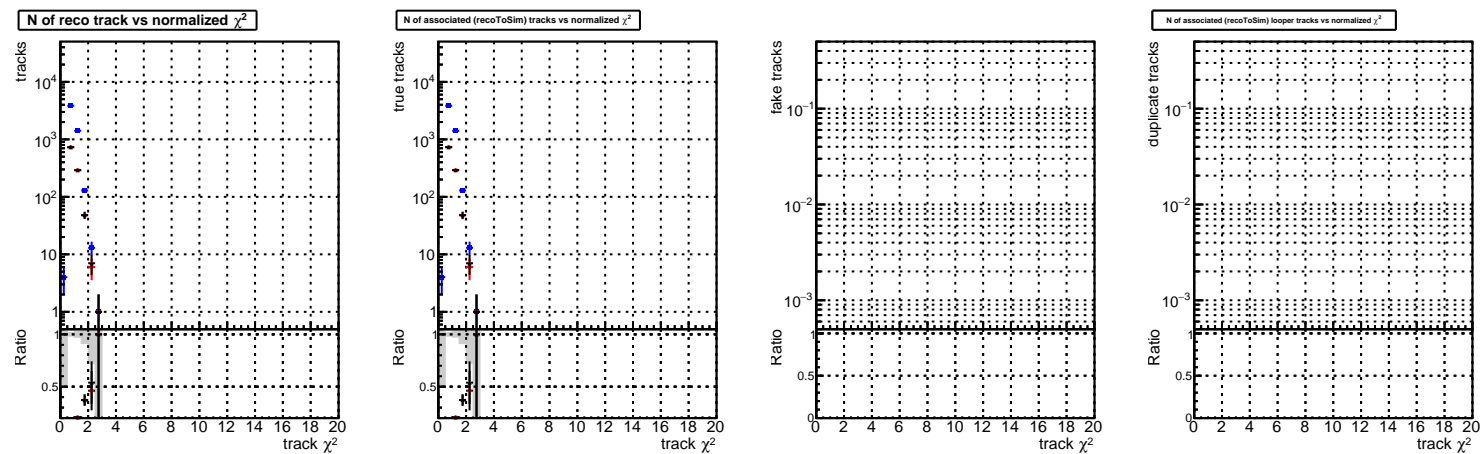 N of reco track vs normalized χ²
N of associated (recoToSim) tracks vs normalized χ²
N of associated (recoToSim) looper tracks vs normalized χ²
tracks
10⁴
10³
10²
10
1
Ratio
1
0.5
0 2 4 6 8 10 12 14 16 18 20
track χ²
true tracks
10⁴
10³
10²
10
1
Ratio
1
0.5
0 2 4 6 8 10 12 14 16 18 20
track χ²
fake tracks
10⁻¹
10⁻²
10⁻³
Ratio
1
0.5
0
0 2 4 6 8 10 12 14 16 18 20
track χ²
duplicate tracks
10⁻¹
10⁻²
10⁻³
Ratio
1
0.5
0
0 2 4 6 8 10 12 14 16 18 20
track χ²